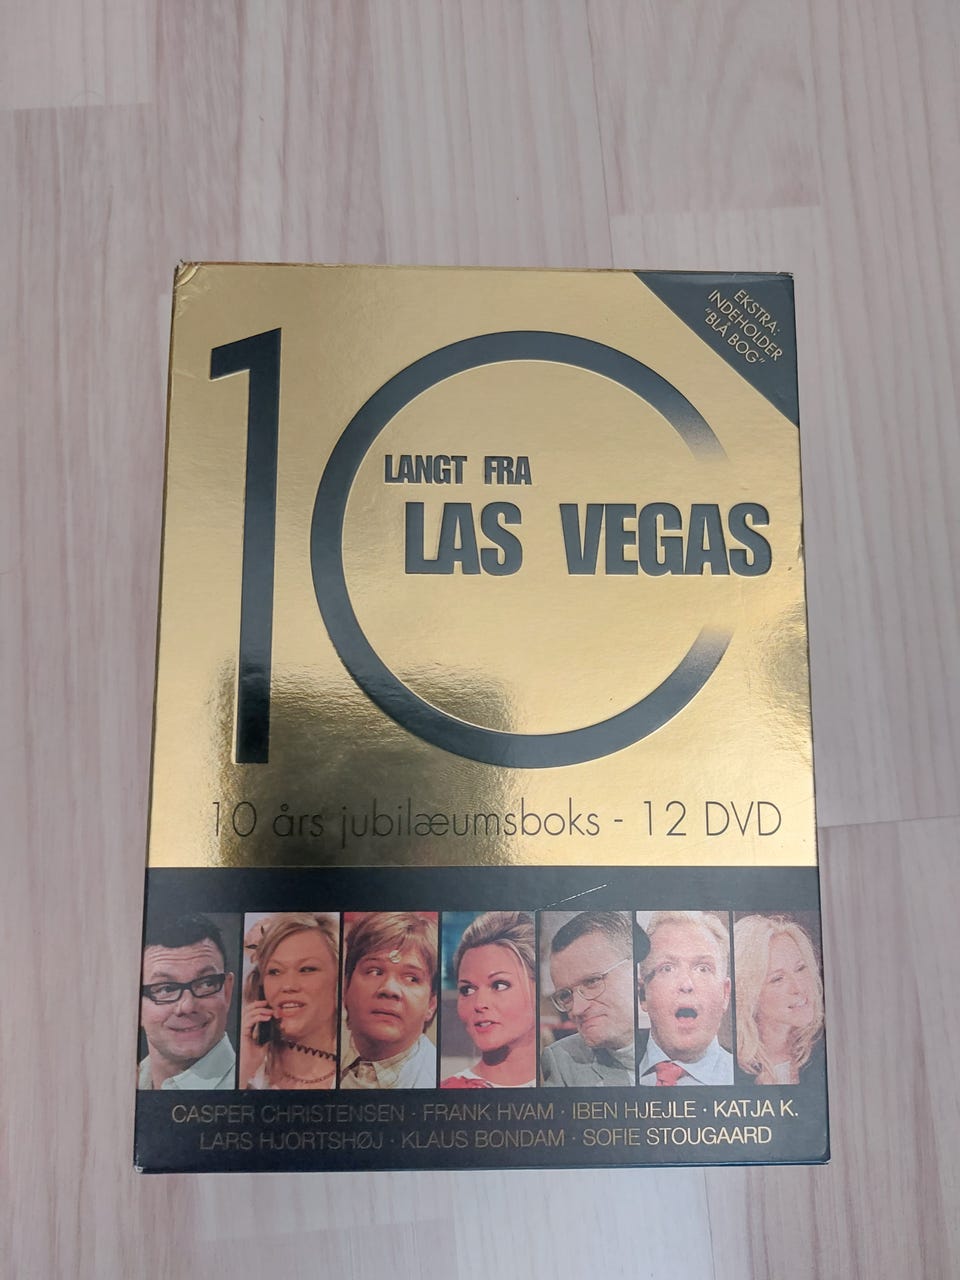 EKSTRA:
INDEHOLDER
"BLÅ BOG"
10
LANGT FRA
LAS VEGAS
10 års jubilæumsboks - 12 DVD
CASPER CHRISTENSEN · FRANK HVAM · IBEN HJEJLE · KATJA K.
LARS HJORTSHØJ · KLAUS BONDAM · SOFIE STOUGAARD